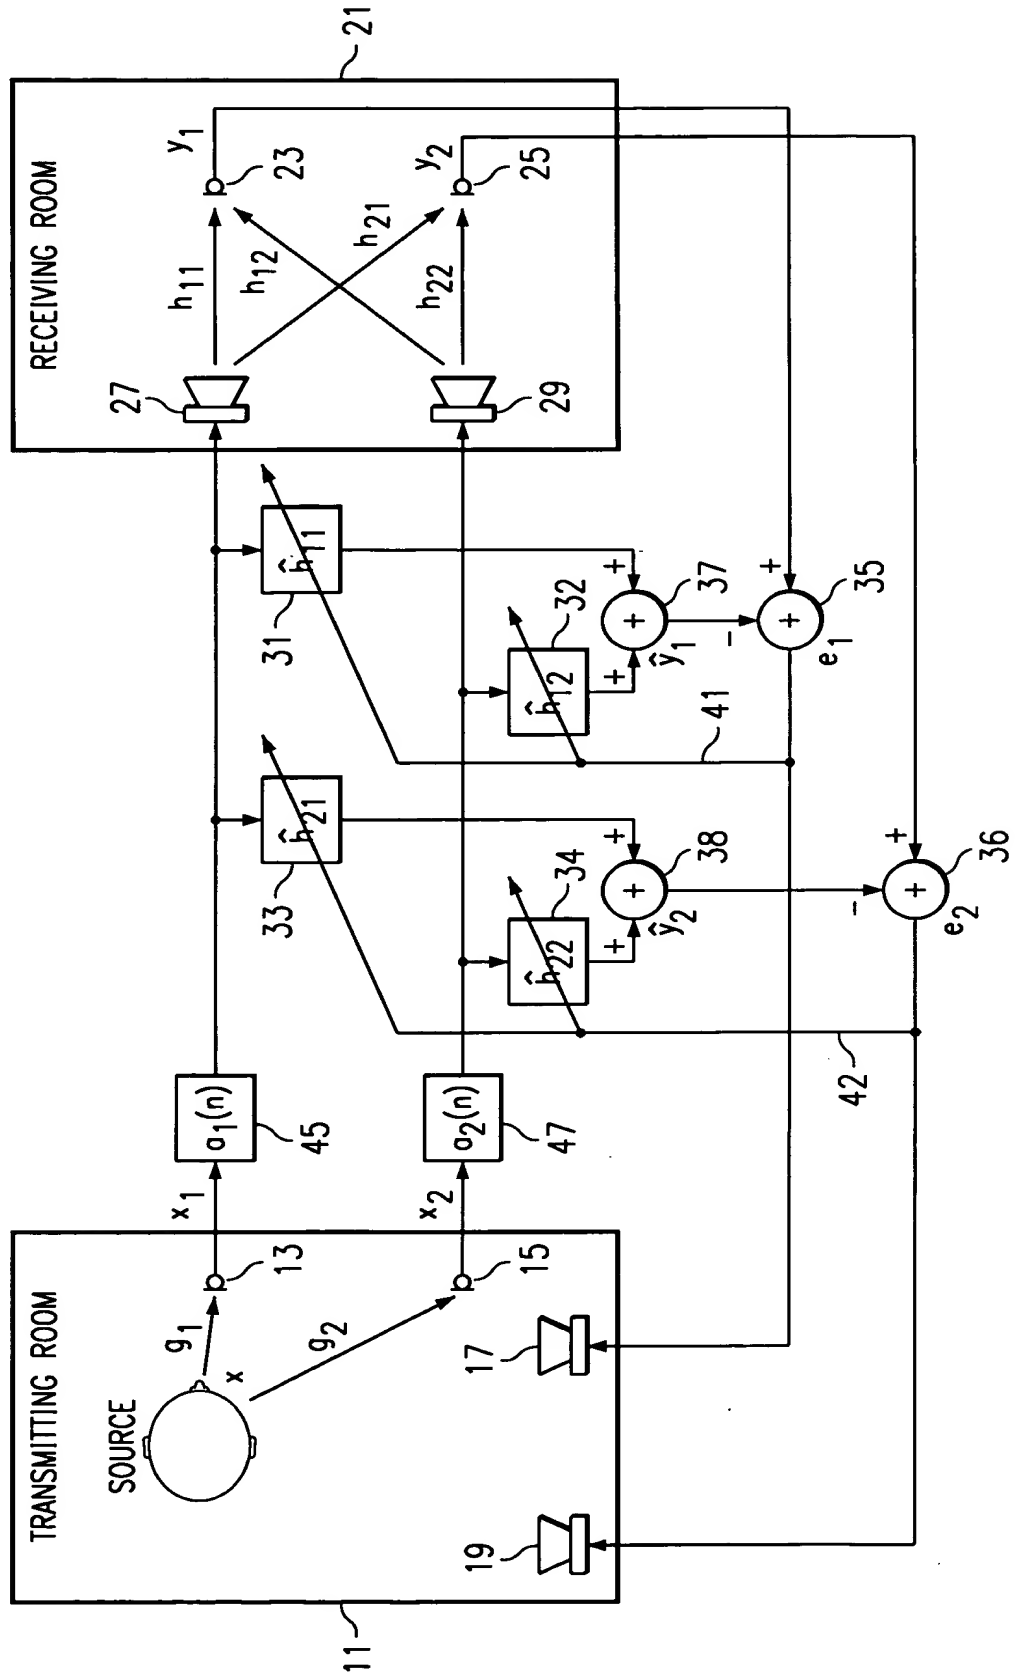 TRANSMITTING ROOM
SOURCE
x
g1
g2
13
15
17
19
11
x1
x2
a1(n)
45
a2(n)
47
ĥ21
33
ĥ22
34
+
+
+
38
ŷ2
ĥ11
31
ĥ12
32
+
+
+
37
ŷ1
-
+
+
35
e1
41
-
+
+
36
e2
42
RECEIVING ROOM
27
29
h11
h12
h21
h22
y1
23
y2
25
21